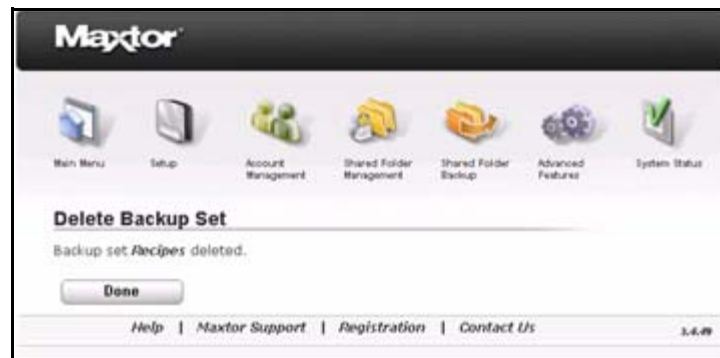 Maxtor
Main Menu
Setup
Account Management
Shared Folder Management
Shared Folder Backup
Advanced Features
System Status
Delete Backup Set
Backup set Recipes deleted.
Done
Help | Maxtor Support | Registration | Contact Us